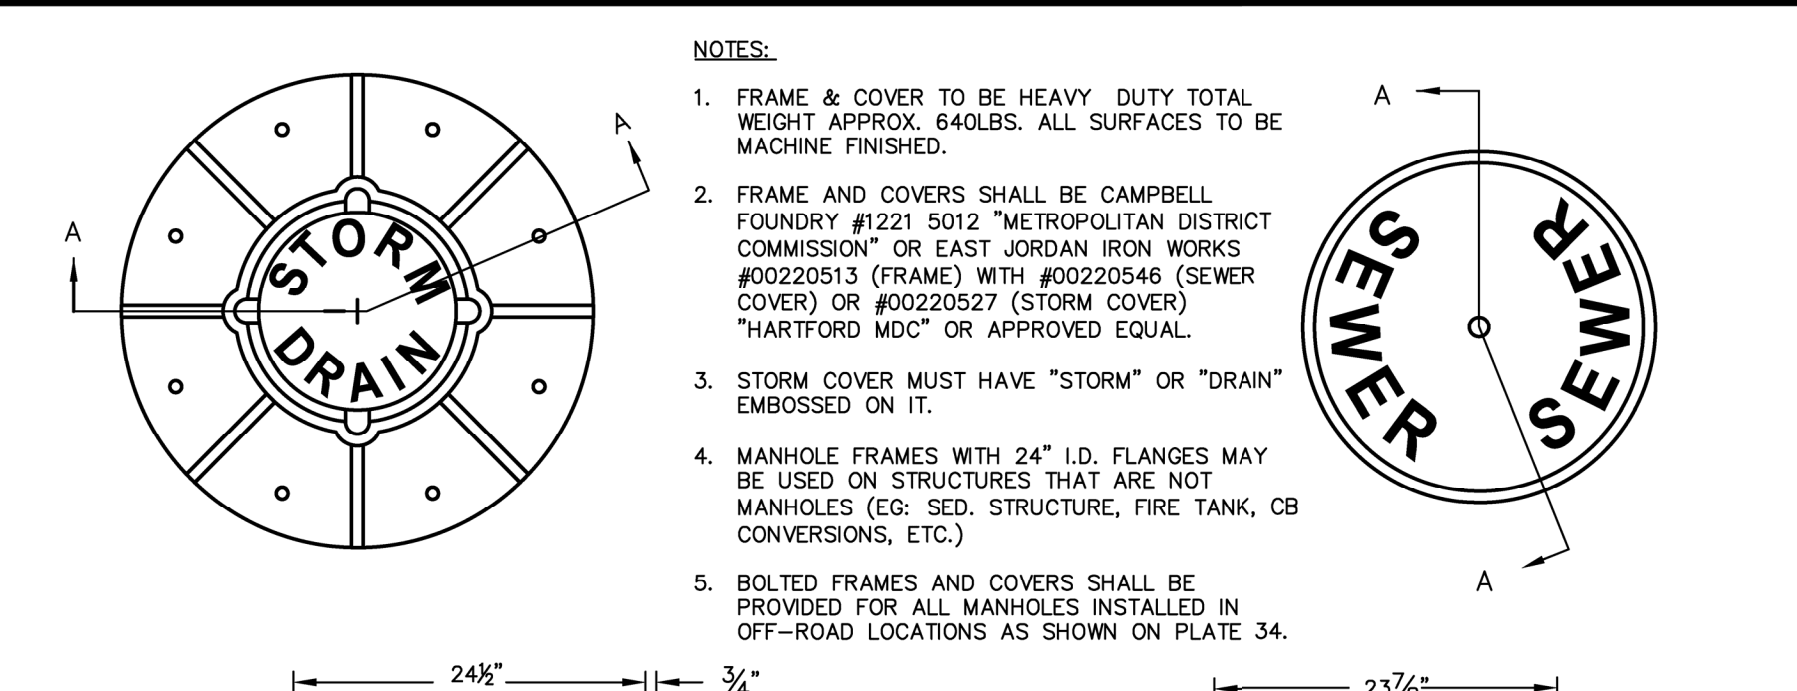 NOTES:
1. FRAME & COVER TO BE HEAVY DUTY TOTAL
WEIGHT APPROX. 640LBS. ALL SURFACES TO BE
MACHINE FINISHED.
2. FRAME AND COVERS SHALL BE CAMPBELL
FOUNDRY #1221 5012 "METROPOLITAN DISTRICT
COMMISSION" OR EAST JORDAN IRON WORKS
#00220513 (FRAME) WITH #00220546 (SEWER
COVER) OR #00220527 (STORM COVER)
"HARTFORD MDC" OR APPROVED EQUAL.
3. STORM COVER MUST HAVE "STORM" OR "DRAIN"
EMBOSSED ON IT.
4. MANHOLE FRAMES WITH 24" I.D. FLANGES MAY
BE USED ON STRUCTURES THAT ARE NOT
MANHOLES (EG: SED. STRUCTURE, FIRE TANK, CB
CONVERSIONS, ETC.)
5. BOLTED FRAMES AND COVERS SHALL BE
PROVIDED FOR ALL MANHOLES INSTALLED IN
OFF-ROAD LOCATIONS AS SHOWN ON PLATE 34.
A
A
STORM
DRAIN
A
SEWER
SEWER
A
24½"
¾"
23⅞"